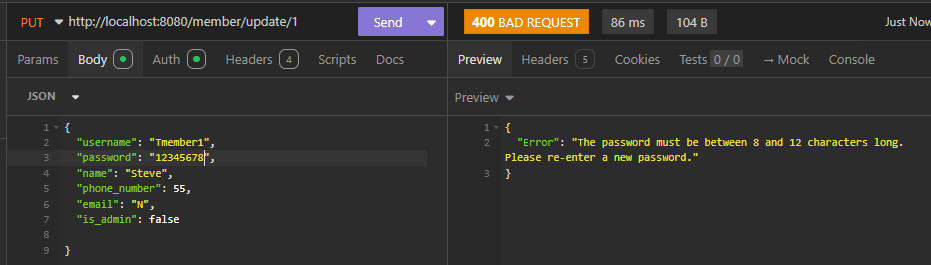 PUT http://localhost:8080/member/update/1 Send 400 BAD REQUEST 86 ms 104 B Just Now
Params Body Auth Headers 4 Scripts Docs Preview Headers 5 Cookies Tests 0 / 0 → Mock Console
JSON
Preview
1 {
2 "username": "Tmember1",
3 "password": "12345678",
4 "name": "Steve",
5 "phone_number": 55,
6 "email": "N",
7 "is_admin": false
8
9 }
1 {
2 "Error": "The password must be between 8 and 12 characters long.
Please re-enter a new password."
3 }